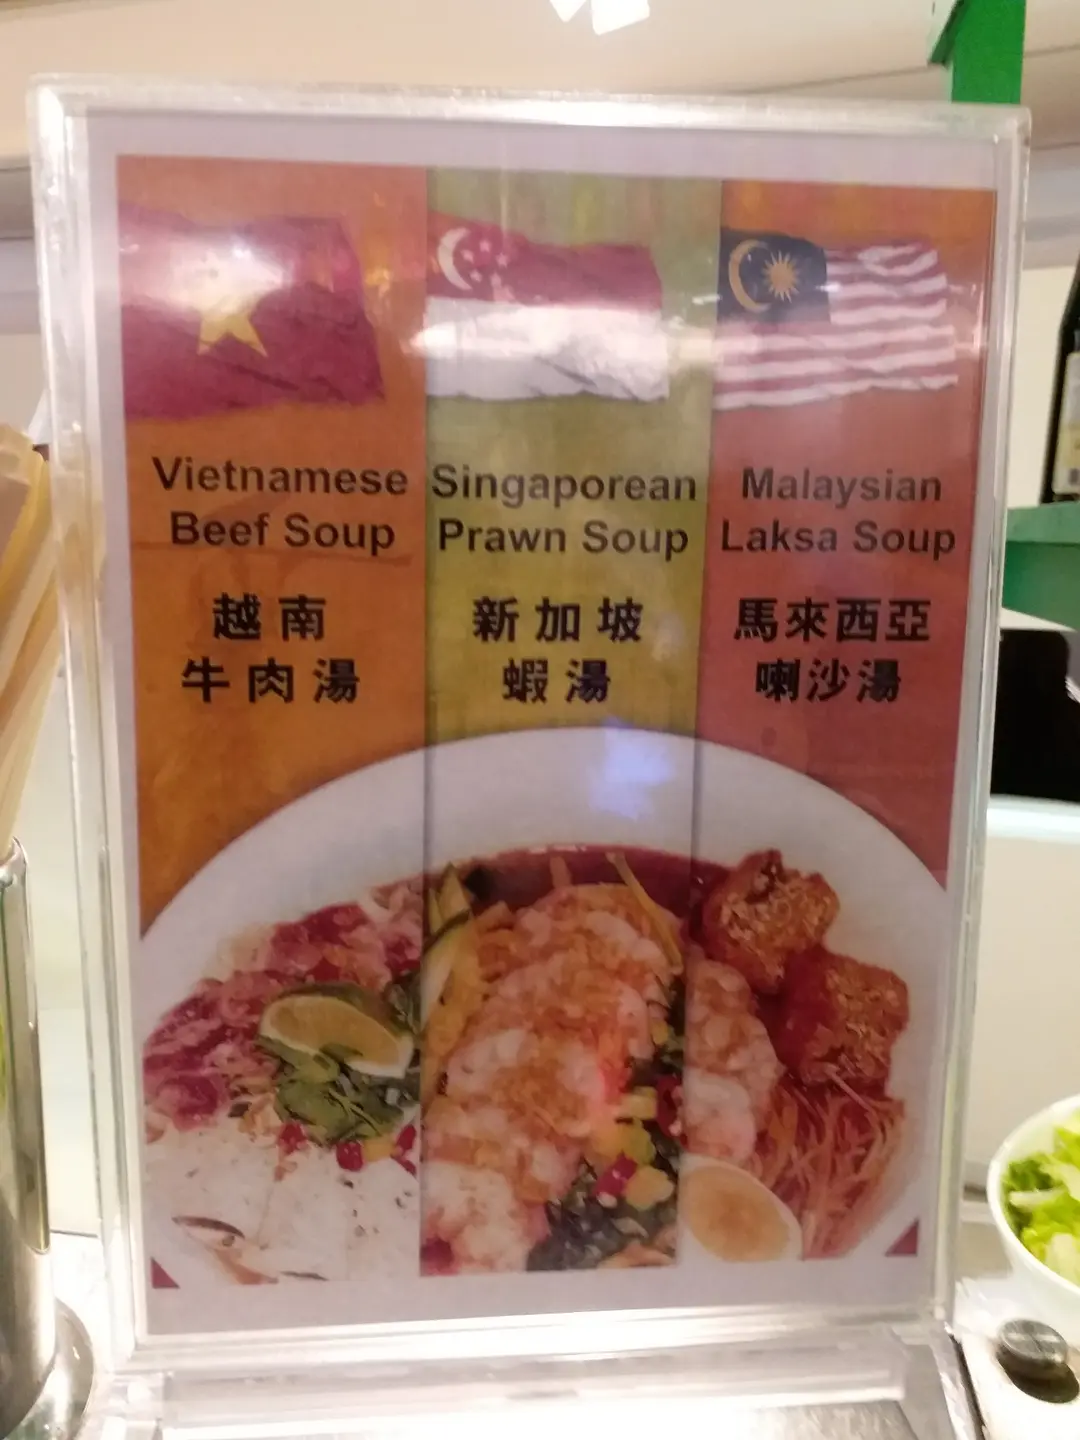 Vietnamese
Beef Soup
越南
牛肉湯
Singaporean
Prawn Soup
新加坡
蝦湯
Malaysian
Laksa Soup
馬來西亞
喇沙湯